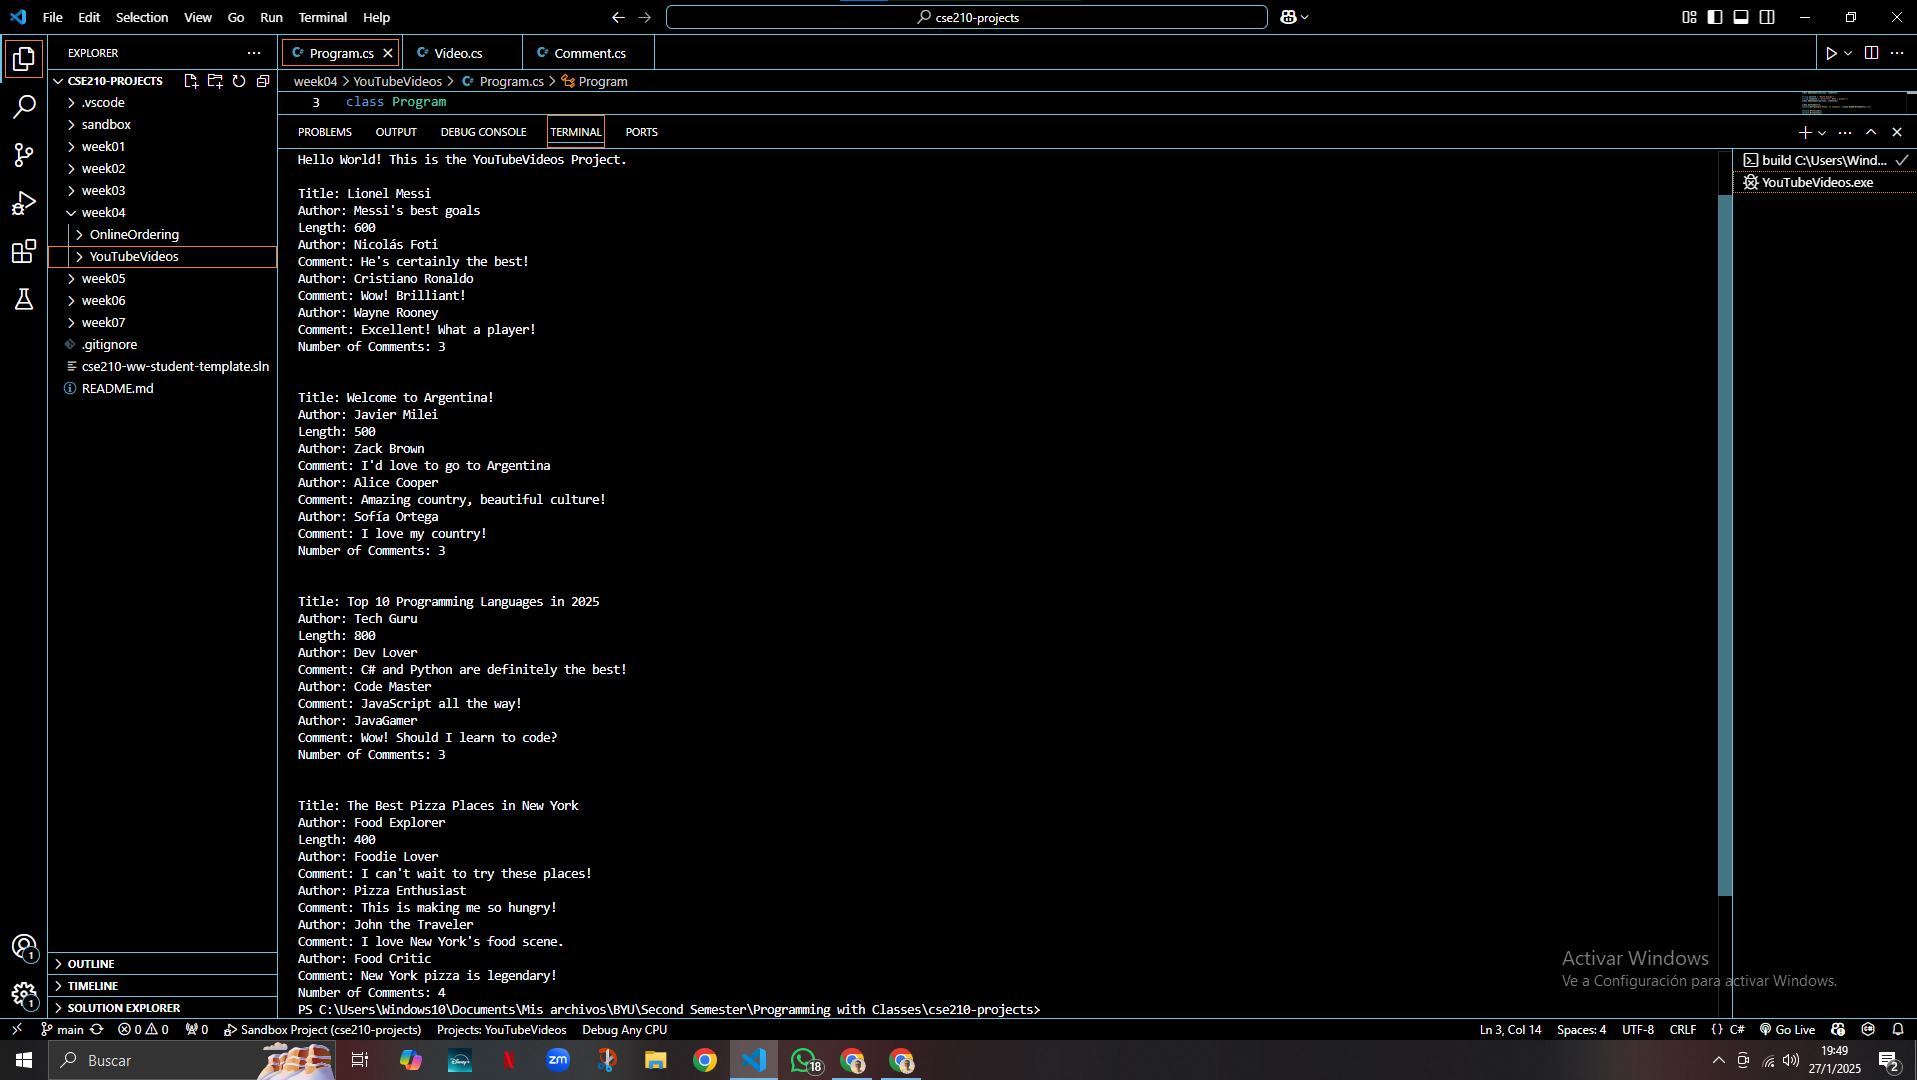 File Edit Selection View Go Run Terminal Help
cse210-projects
EXPLORER
CSE210-PROJECTS
.vscode
sandbox
week01
week02
week03
week04
OnlineOrdering
YouTubeVideos
week05
week06
week07
.gitignore
cse210-ww-student-template.sln
README.md
OUTLINE
TIMELINE
SOLUTION EXPLORER
Program.cs Video.cs Comment.cs
week04 > YouTubeVideos > Program.cs > Program
3 class Program
PROBLEMS OUTPUT DEBUG CONSOLE TERMINAL PORTS
Hello World! This is the YouTubeVideos Project.
Title: Lionel Messi
Author: Messi's best goals
Length: 600
Author: Nicolás Foti
Comment: He's certainly the best!
Author: Cristiano Ronaldo
Comment: Wow! Brilliant!
Author: Wayne Rooney
Comment: Excellent! What a player!
Number of Comments: 3
Title: Welcome to Argentina!
Author: Javier Milei
Length: 500
Author: Zack Brown
Comment: I'd love to go to Argentina
Author: Alice Cooper
Comment: Amazing country, beautiful culture!
Author: Sofía Ortega
Comment: I love my country!
Number of Comments: 3
Title: Top 10 Programming Languages in 2025
Author: Tech Guru
Length: 800
Author: Dev Lover
Comment: C# and Python are definitely the best!
Author: Code Master
Comment: JavaScript all the way!
Author: JavaGamer
Comment: Wow! Should I learn to code?
Number of Comments: 3
Title: The Best Pizza Places in New York
Author: Food Explorer
Length: 400
Author: Foodie Lover
Comment: I can't wait to try these places!
Author: Pizza Enthusiast
Comment: This is making me so hungry!
Author: John the Traveler
Comment: I love New York's food scene.
Author: Food Critic
Comment: New York pizza is legendary!
Number of Comments: 4
PS C:\Users\Windows10\Documents\Mis archivos\BYU\Second Semester\Programming with Classes\cse210-projects>
build C:\Users\Wind...
YouTubeVideos.exe
Activar Windows
Ve a Configuración para activar Windows.
1
1
main 0 0 0 Sandbox Project (cse210-projects) Projects: YouTubeVideos Debug Any CPU Ln 3, Col 14 Spaces: 4 UTF-8 CRLF {} C# Go Live
Buscar
Disney+
N
zm
18
19:49
27/1/2025
2